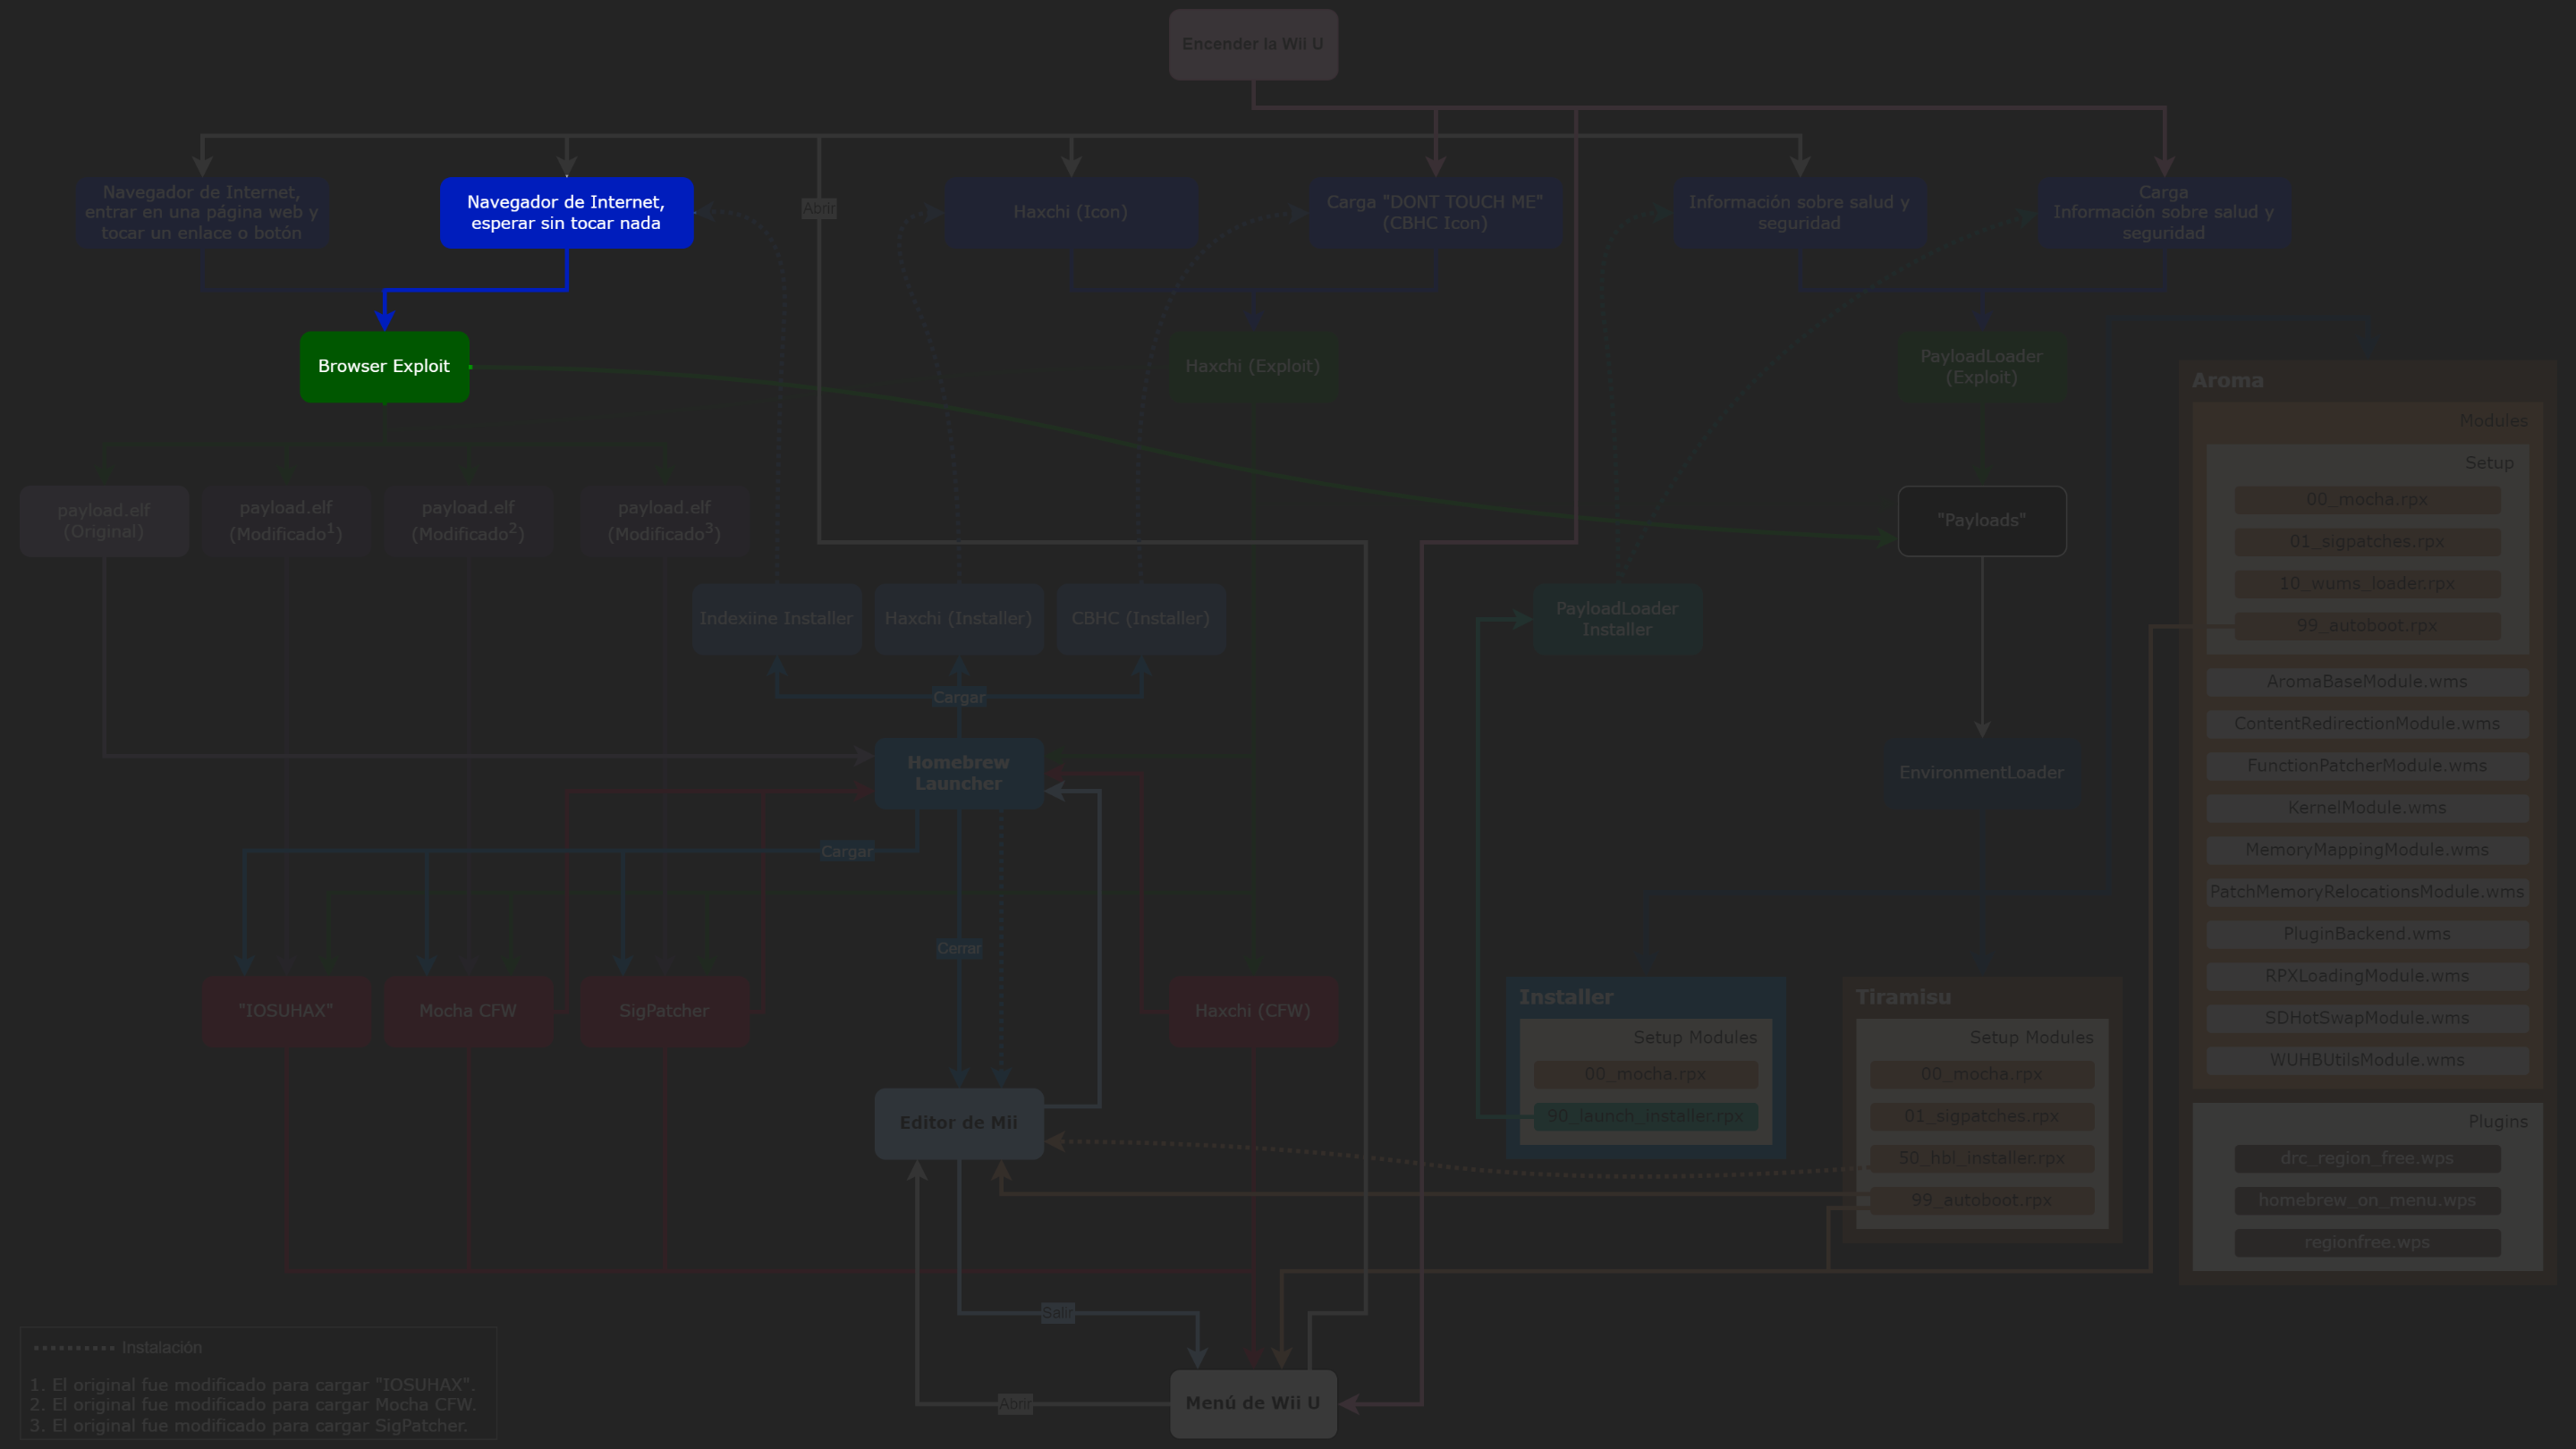 Encender la Wii U
Abrir
Navegador de Internet,
entrar en una página web y
tocar un enlace o botón
Navegador de Internet,
esperar sin tocar nada
Haxchi (Icon)
Carga "DONT TOUCH ME"
(CBHC Icon)
Información sobre salud y
seguridad
Carga
Información sobre salud y
seguridad
Browser Exploit
Haxchi (Exploit)
PayloadLoader
(Exploit)
payload.elf
(Original)
payload.elf
(Modificado1)
payload.elf
(Modificado2)
payload.elf
(Modificado3)
"Payloads"
Indexiine Installer
Haxchi (Installer)
CBHC (Installer)
PayloadLoader
Installer
Cargar
Homebrew
Launcher
EnvironmentLoader
Cargar
Cerrar
"IOSUHAX"
Mocha CFW
SigPatcher
Haxchi (CFW)
Editor de Mii
Installer
Setup Modules
00_mocha.rpx
90_launch_installer.rpx
Tiramisu
Setup Modules
00_mocha.rpx
01_sigpatches.rpx
50_hbl_installer.rpx
99_autoboot.rpx
Aroma
Modules
Setup
00_mocha.rpx
01_sigpatches.rpx
10_wums_loader.rpx
99_autoboot.rpx
AromaBaseModule.wms
ContentRedirectionModule.wms
FunctionPatcherModule.wms
KernelModule.wms
MemoryMappingModule.wms
PatchMemoryRelocationsModule.wms
PluginBackend.wms
RPXLoadingModule.wms
SDHotSwapModule.wms
WUHBUtilsModule.wms
Plugins
drc_region_free.wps
homebrew_on_menu.wps
regionfree.wps
Salir
Abrir
Menú de Wii U
Instalación
1. El original fue modificado para cargar "IOSUHAX".
2. El original fue modificado para cargar Mocha CFW.
3. El original fue modificado para cargar SigPatcher.